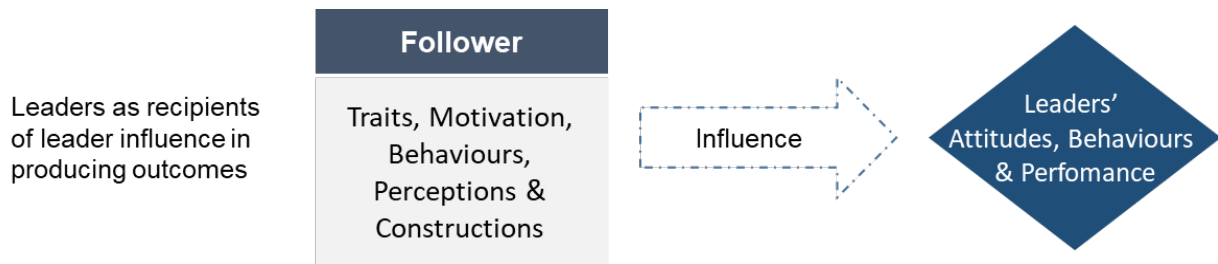 Leaders as recipients
of leader influence in
producing outcomes
Follower
Traits, Motivation,
Behaviours,
Perceptions &
Constructions
Influence
Leaders’
Attitudes, Behaviours
& Perfomance